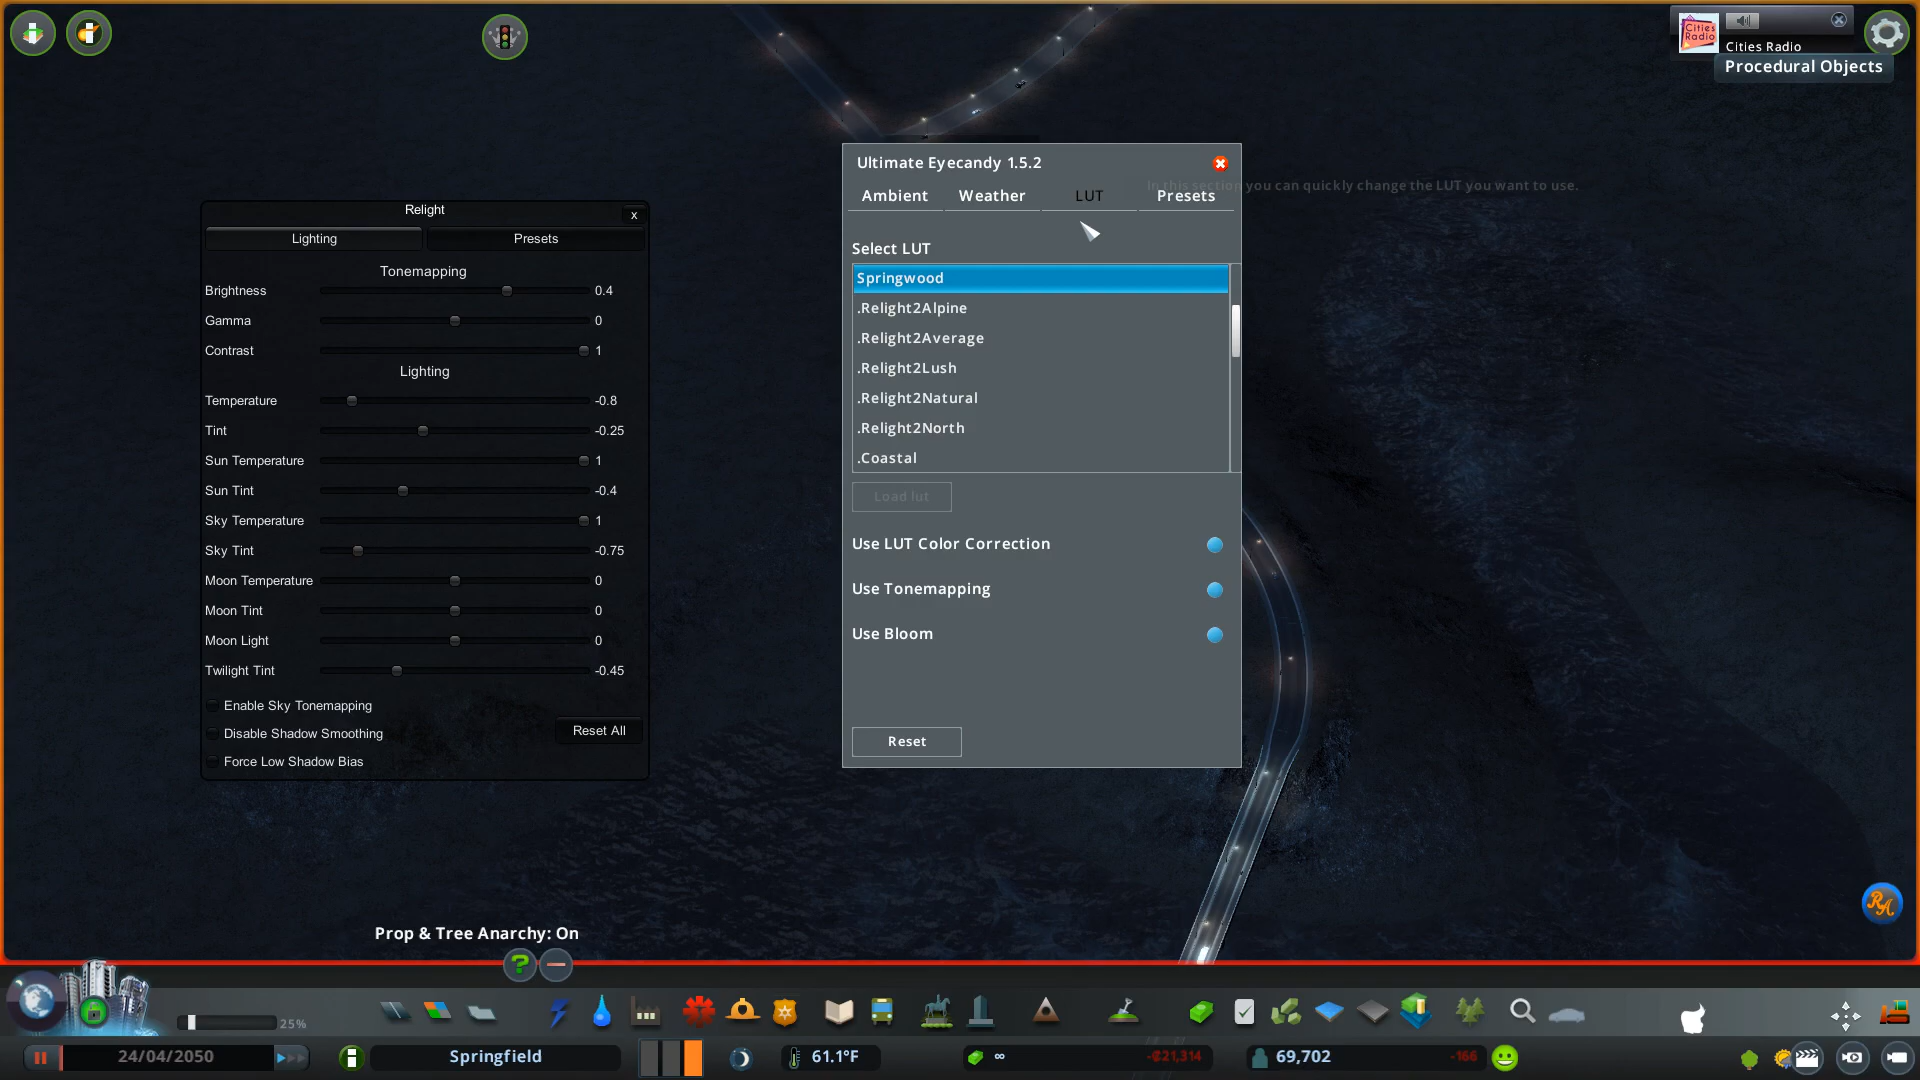 Cities Radio
Cities Radio
Procedural Objects
Ultimate Eyecandy 1.5.2
In this section you can quickly change the LUT you want to use.
Ambient
Weather
LUT
Presets
Select LUT
Springwood
.Relight2Alpine
.Relight2Average
.Relight2Lush
.Relight2Natural
.Relight2North
.Coastal
Load lut
Use LUT Color Correction
Use Tonemapping
Use Bloom
Reset
Relight
x
Lighting
Presets
Tonemapping
Brightness 0.4
Gamma 0
Contrast 1
Lighting
Temperature -0.8
Tint -0.25
Sun Temperature 1
Sun Tint -0.4
Sky Temperature 1
Sky Tint -0.75
Moon Temperature 0
Moon Tint 0
Moon Light 0
Twilight Tint -0.45
Enable Sky Tonemapping
Disable Shadow Smoothing
Reset All
Force Low Shadow Bias
RA
Prop & Tree Anarchy: On
?
25%
24/04/2050
Springfield
61.1°F
∞
-₡21,314
69,702
-166